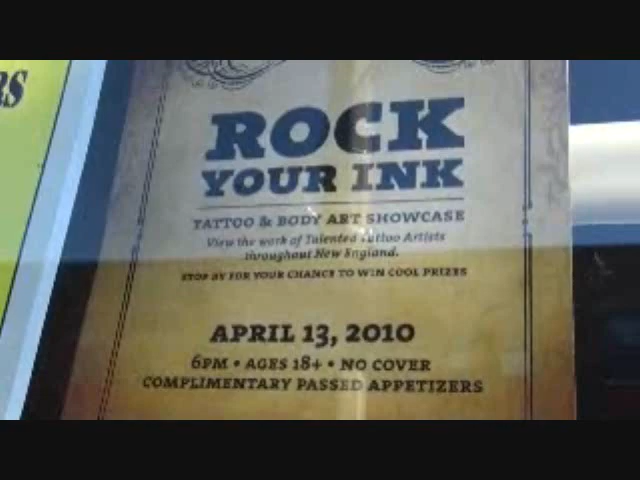 RS
ROCK
YOUR INK
TATTOO & BODY ART SHOWCASE
View the work of Talented Tattoo Artists
throughout New England.
STOP BY FOR YOUR CHANCE TO WIN COOL PRIZES
APRIL 13, 2010
6PM • AGES 18+ • NO COVER
COMPLIMENTARY PASSED APPETIZERS